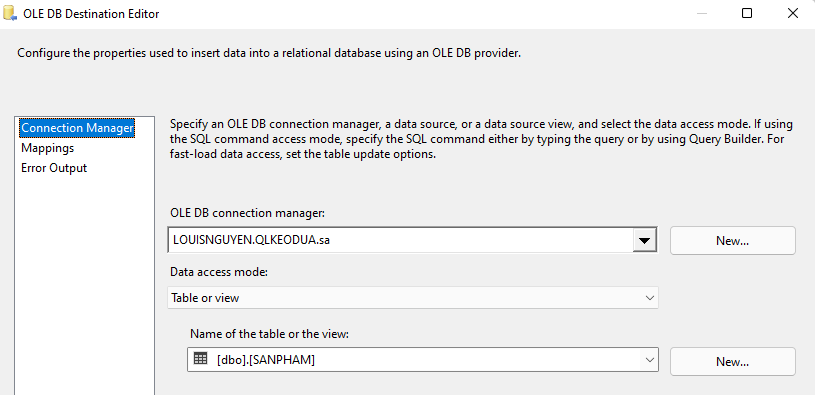 OLE DB Destination Editor
Configure the properties used to insert data into a relational database using an OLE DB provider.
Connection Manager
Mappings
Error Output
Specify an OLE DB connection manager, a data source, or a data source view, and select the data access mode. If using
the SQL command access mode, specify the SQL command either by typing the query or by using Query Builder. For
fast-load data access, set the table update options.
OLE DB connection manager:
LOUISNGUYEN.QLKEODUA.sa
New...
Data access mode:
Table or view
Name of the table or the view:
[dbo].[SANPHAM]
New...